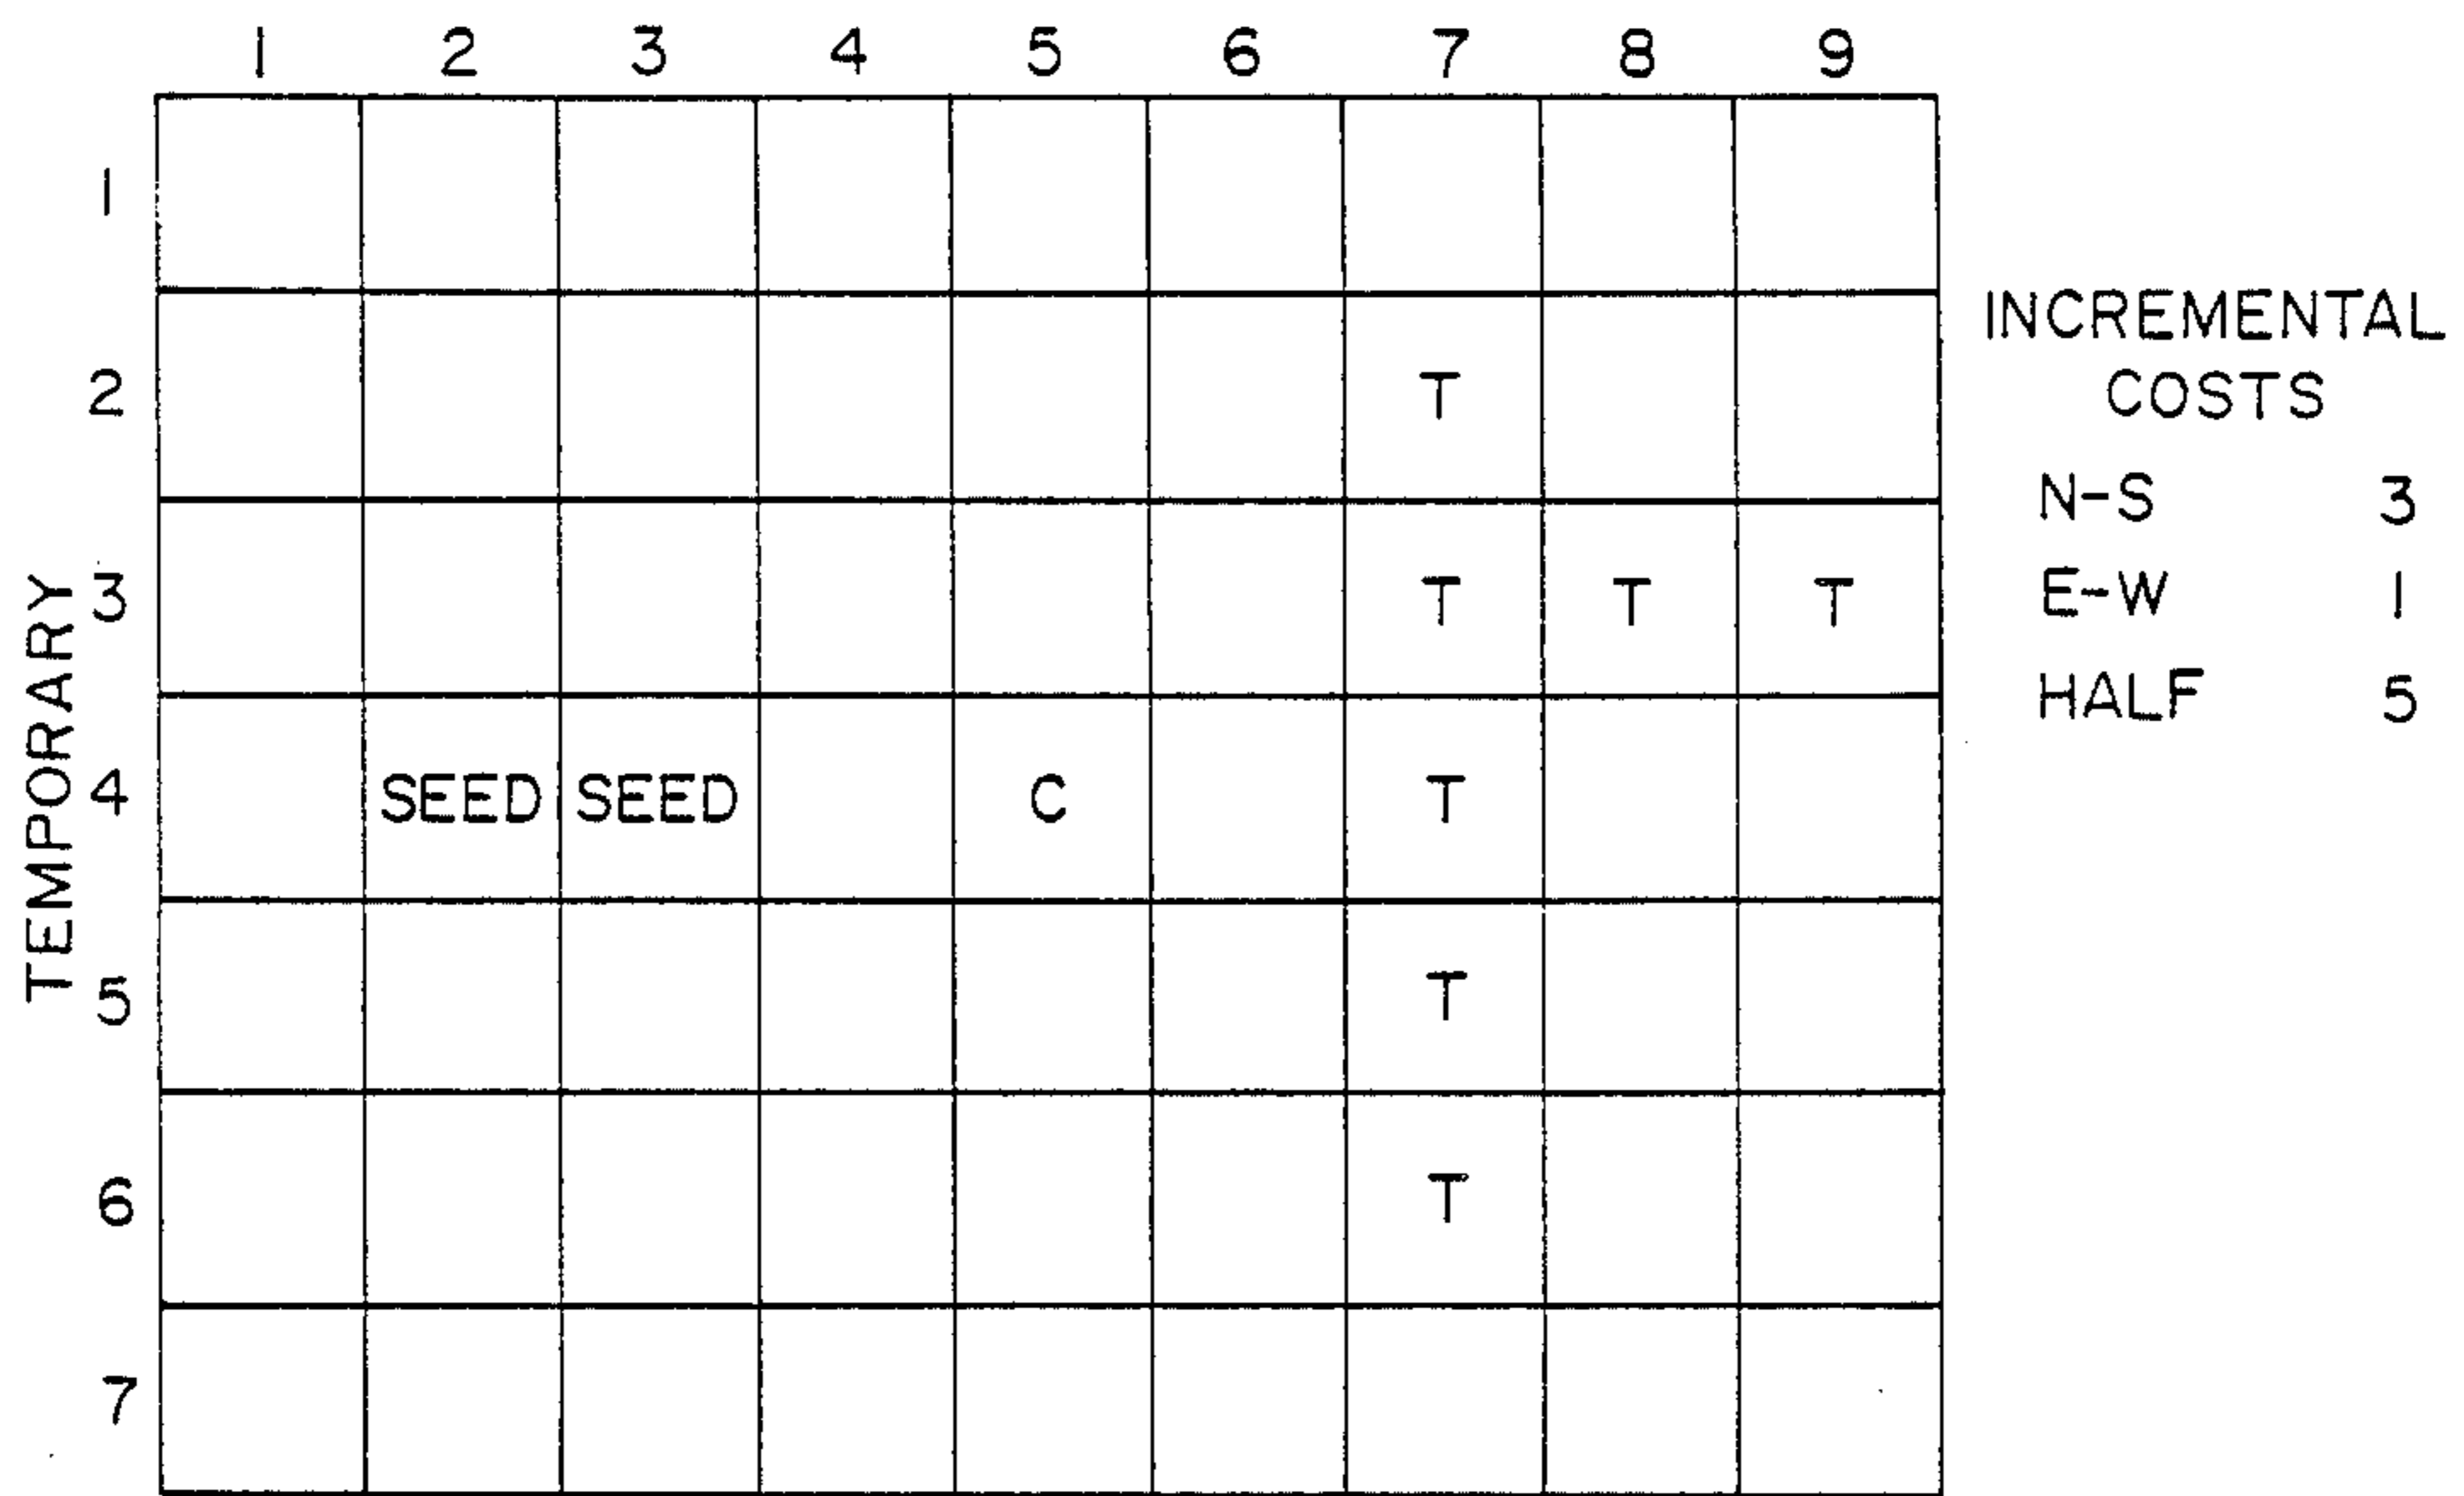 1 2 3 4 5 6 7 8 9
TEMPORARY
1
2 T
3 T T T
4 SEED SEED C T
5 T
6 T
7
INCREMENTAL
COSTS
N-S 3
E-W 1
HALF 5